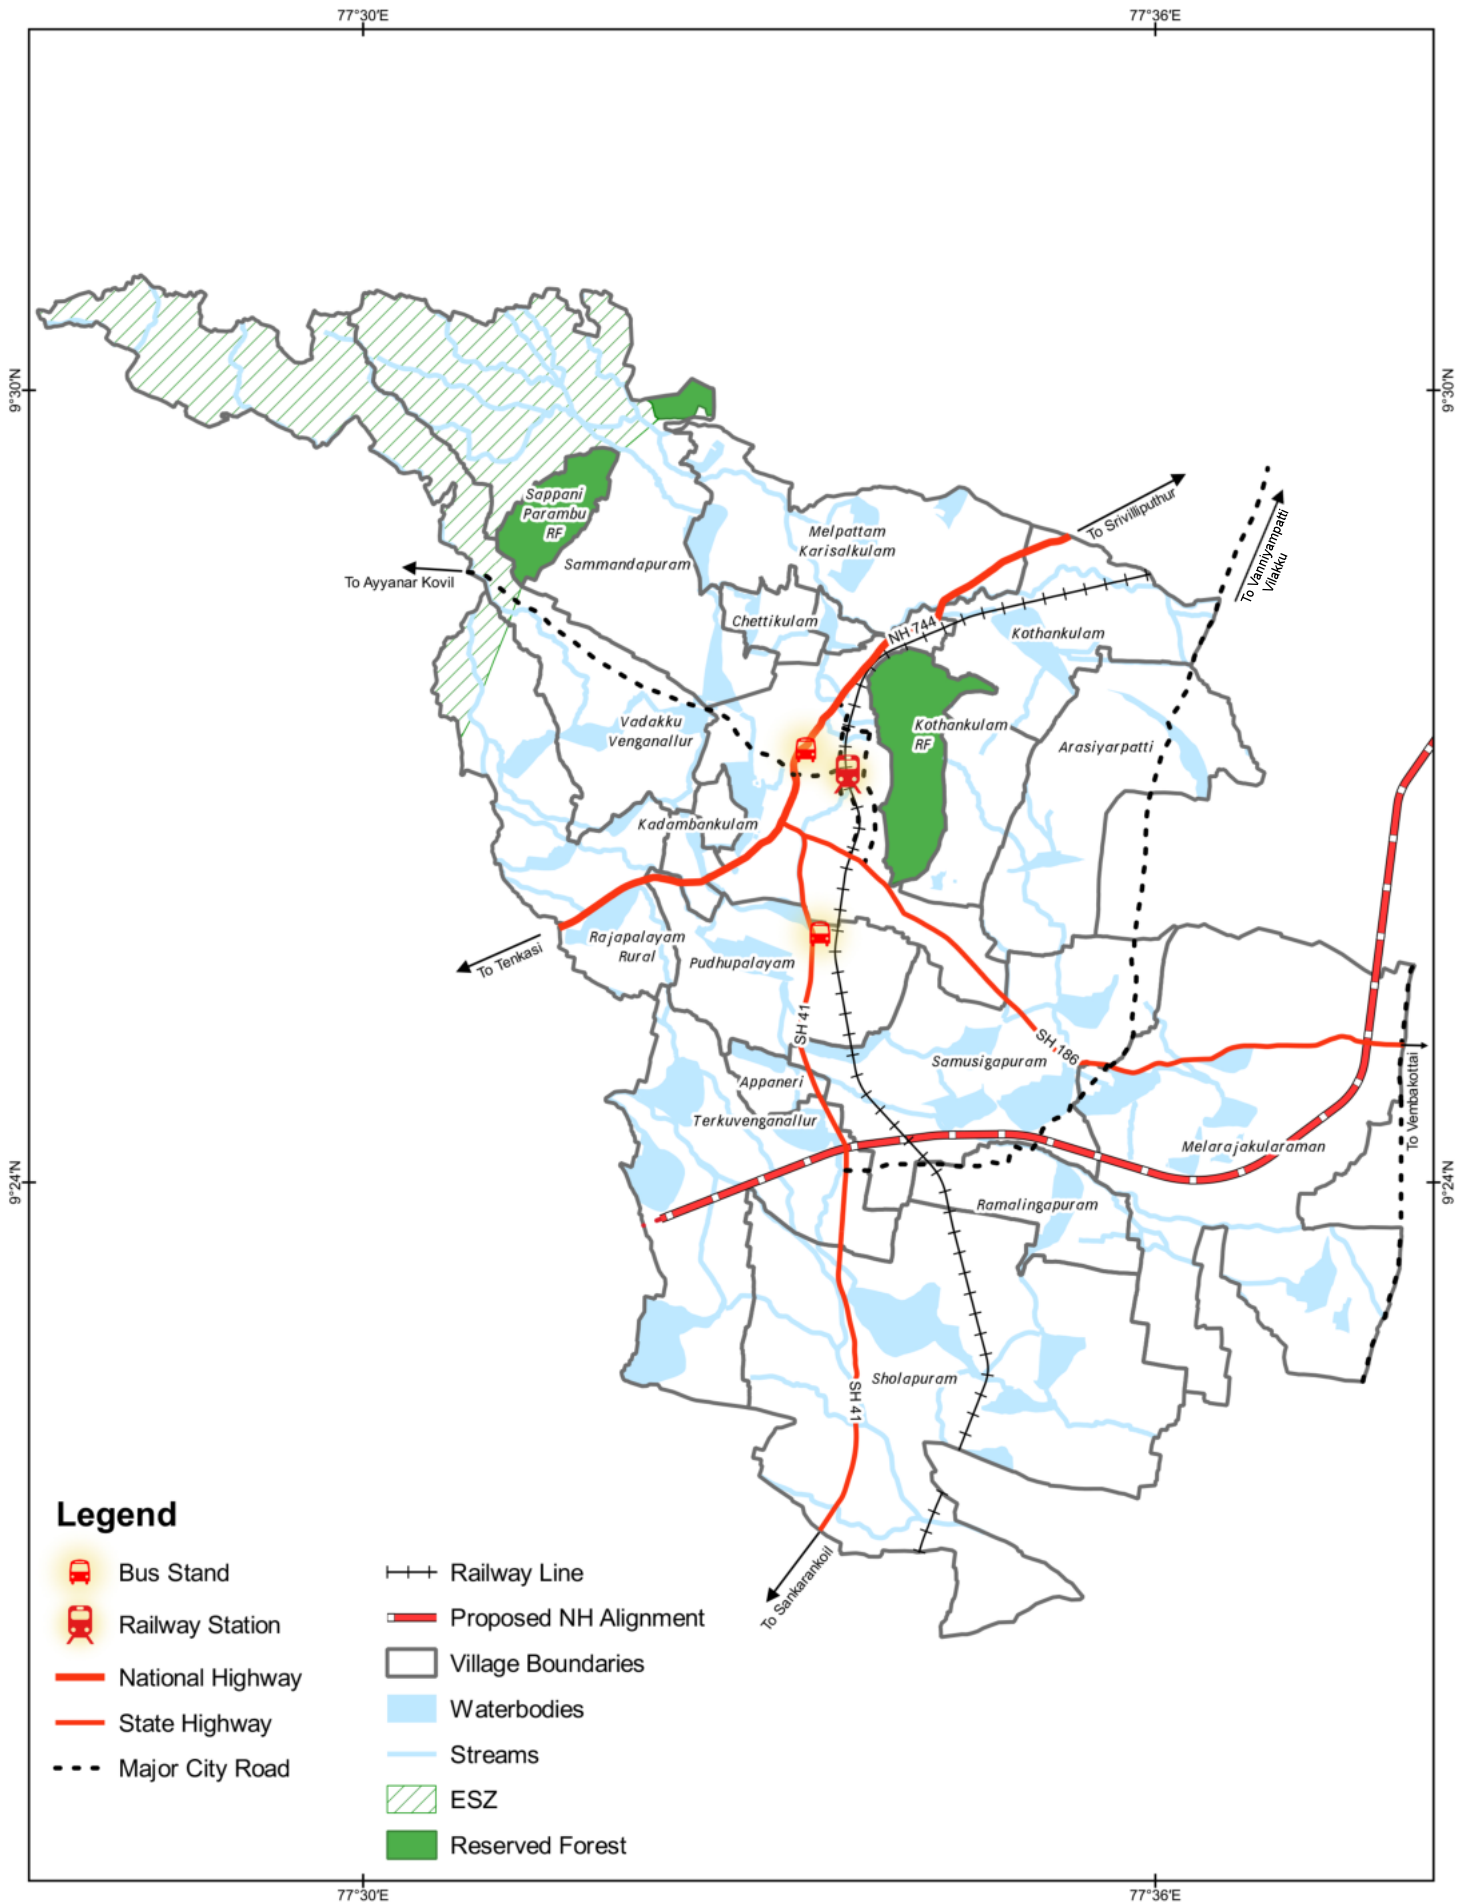 77°30'E
77°36'E
9°30'N
9°30'N
Sappani
Parambu
RF
To Srivilliputhur
To Vanniyampatti
Vilakku
Melpattam
Karisalkulam
Sammandapuram
To Ayyanar Kovil
Chettikulam
NH 744
Kothankulam
Vadakku
Venganallur
Kothankulam
RF
Arasiyarpatti
Kadambankulam
Rajapalayam
Rural
To Tenkasi
Pudhupalayam
SH 41
SH 186
Samusigapuram
Appaneri
To Vembakottai
Terkuvenganallur
Melarajakularaman
9°24'N
9°24'N
Ramalingapuram
Sholapuram
SH 41
To Sankarankoil
Legend
Bus Stand
Railway Station
National Highway
State Highway
Major City Road
Railway Line
Proposed NH Alignment
Village Boundaries
Waterbodies
Streams
ESZ
Reserved Forest
77°30'E
77°36'E